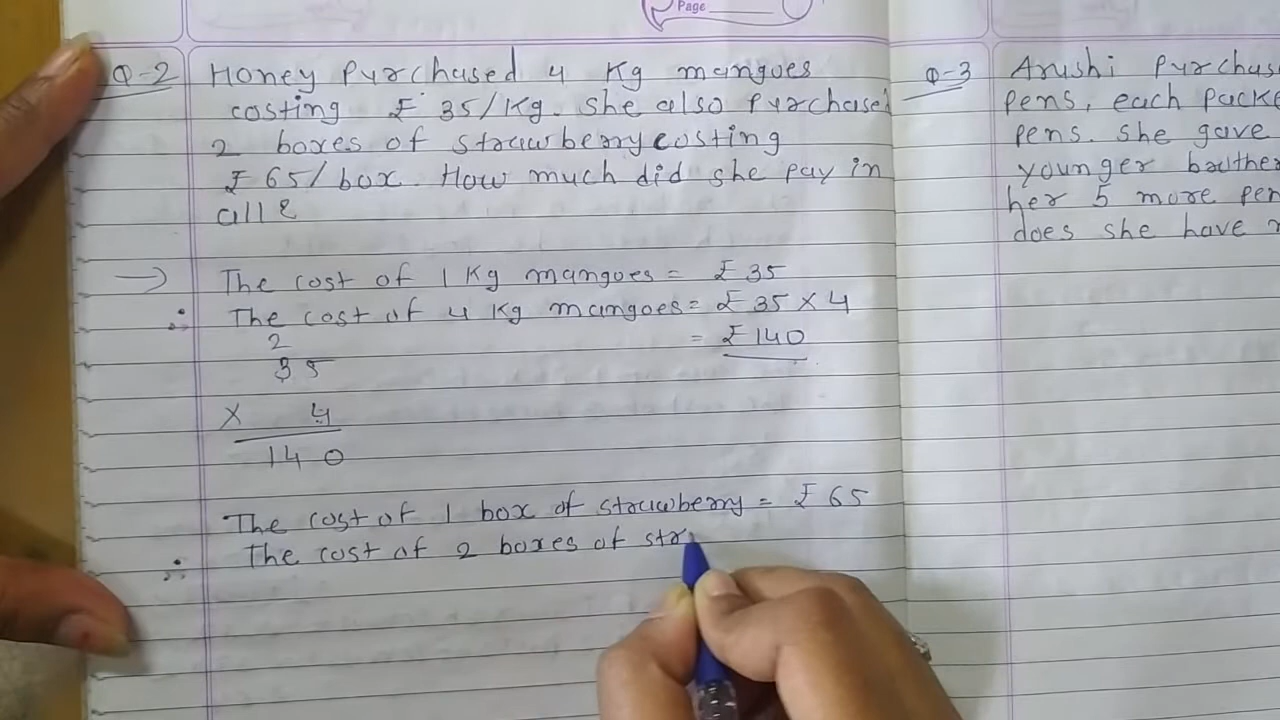 Page
Q-2 Honey Purchased 4 Kg mangoes
costing ₹ 35/Kg. She also Purchased
2 boxes of strawberry costing
₹ 65/box. How much did she pay in
all?
→ The cost of 1 Kg mangoes = ₹ 35
∴ The cost of 4 Kg mangoes = ₹ 35 × 4
= ₹ 140
2
35
× 4
140
The cost of 1 box of strawberry = ₹ 65
∴ The cost of 2 boxes of str
Q-3 Arushi Purchas
pens, each Packe
pens. She gave
younger brother
her 5 more pen
does she have